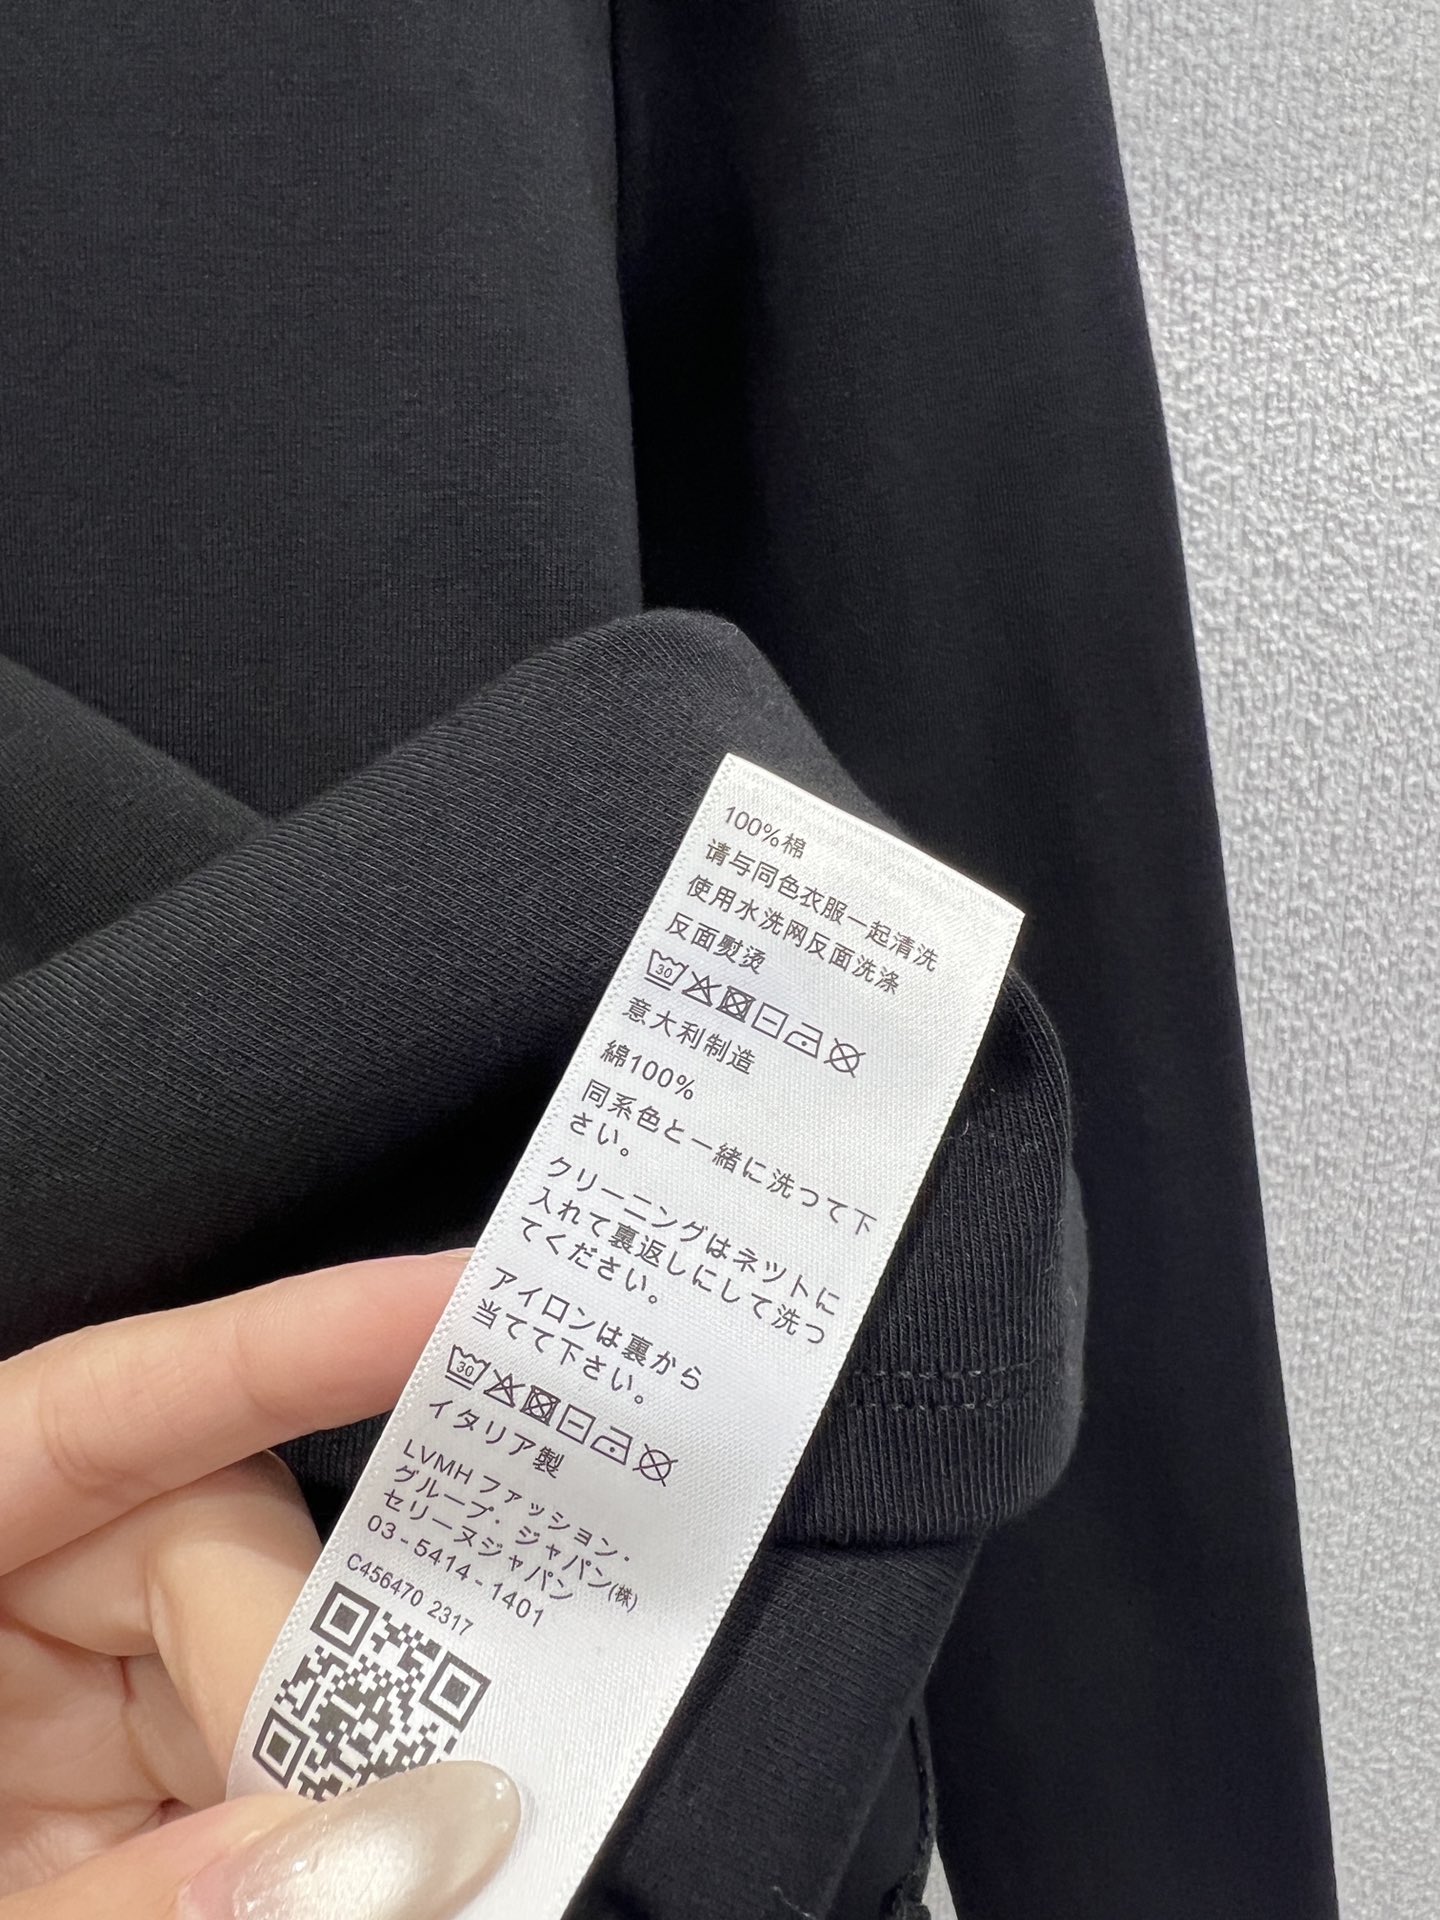 100%棉
请与同色衣服一起清洗
使用水洗网反面洗涤
反面熨烫
30
意大利制造
綿100%
同系色と一緒に洗つて下
さい。
クリーニングはネツトに
入れて裏返しにして洗つ
てください。
アイロンは裏から
当てて下さい。
30
イタリア製
LVMHファッション・
グループ・ジャパン(株)
セリーヌジャパン
03-5414-1401
C456470 2317